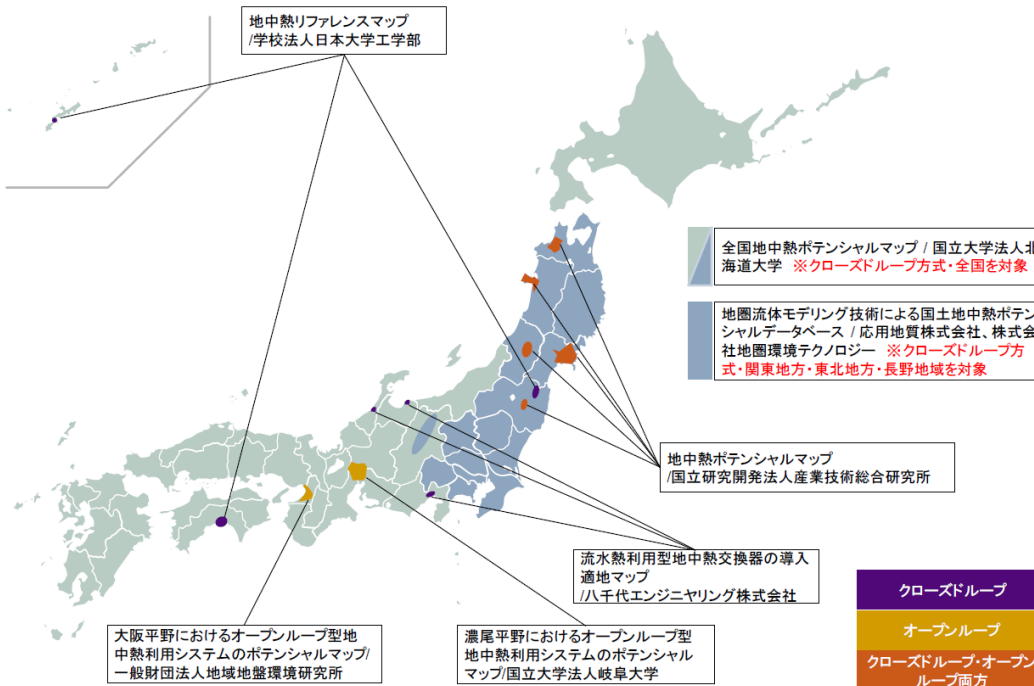 地中熱リファレンスマップ
/学校法人日本大学工学部
全国地中熱ポテンシャルマップ / 国立大学法人北
海道大学 ※クローズドループ方式・全国を対象
地圏流体モデリング技術による国土地中熱ポテン
シャルデータベース / 応用地質株式会社、株式会
社地圏環境テクノロジー ※クローズドループ方
式・関東地方・東北地方・長野地域を対象
地中熱ポテンシャルマップ
/国立研究開発法人産業技術総合研究所
流水熱利用型地中熱交換器の導入
適地マップ
/八千代エンジニヤリング株式会社
大阪平野におけるオープンループ型地
中熱利用システムのポテンシャルマップ/
一般財団法人地域地盤環境研究所
濃尾平野におけるオープンループ型
地中熱利用システムのポテンシャル
マップ/国立大学法人岐阜大学
クローズドループ
オープンループ
クローズドループ・オープン
ループ両方